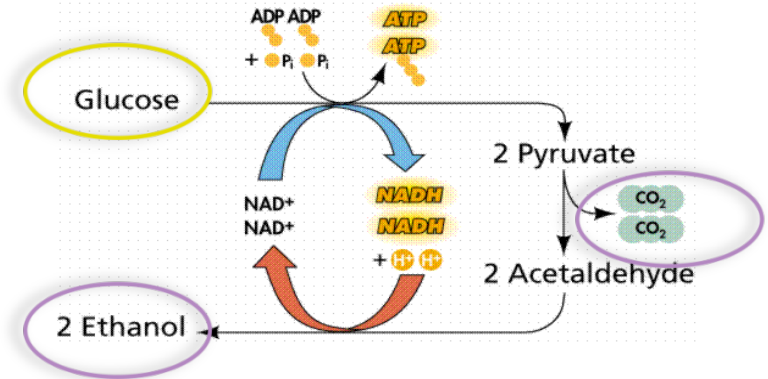 ADP ADP
+ Pi Pi
ATP
ATP
Glucose
2 Pyruvate
NAD+
NAD+
NADH
NADH
+ H+ H+
CO2
CO2
2 Acetaldehyde
2 Ethanol